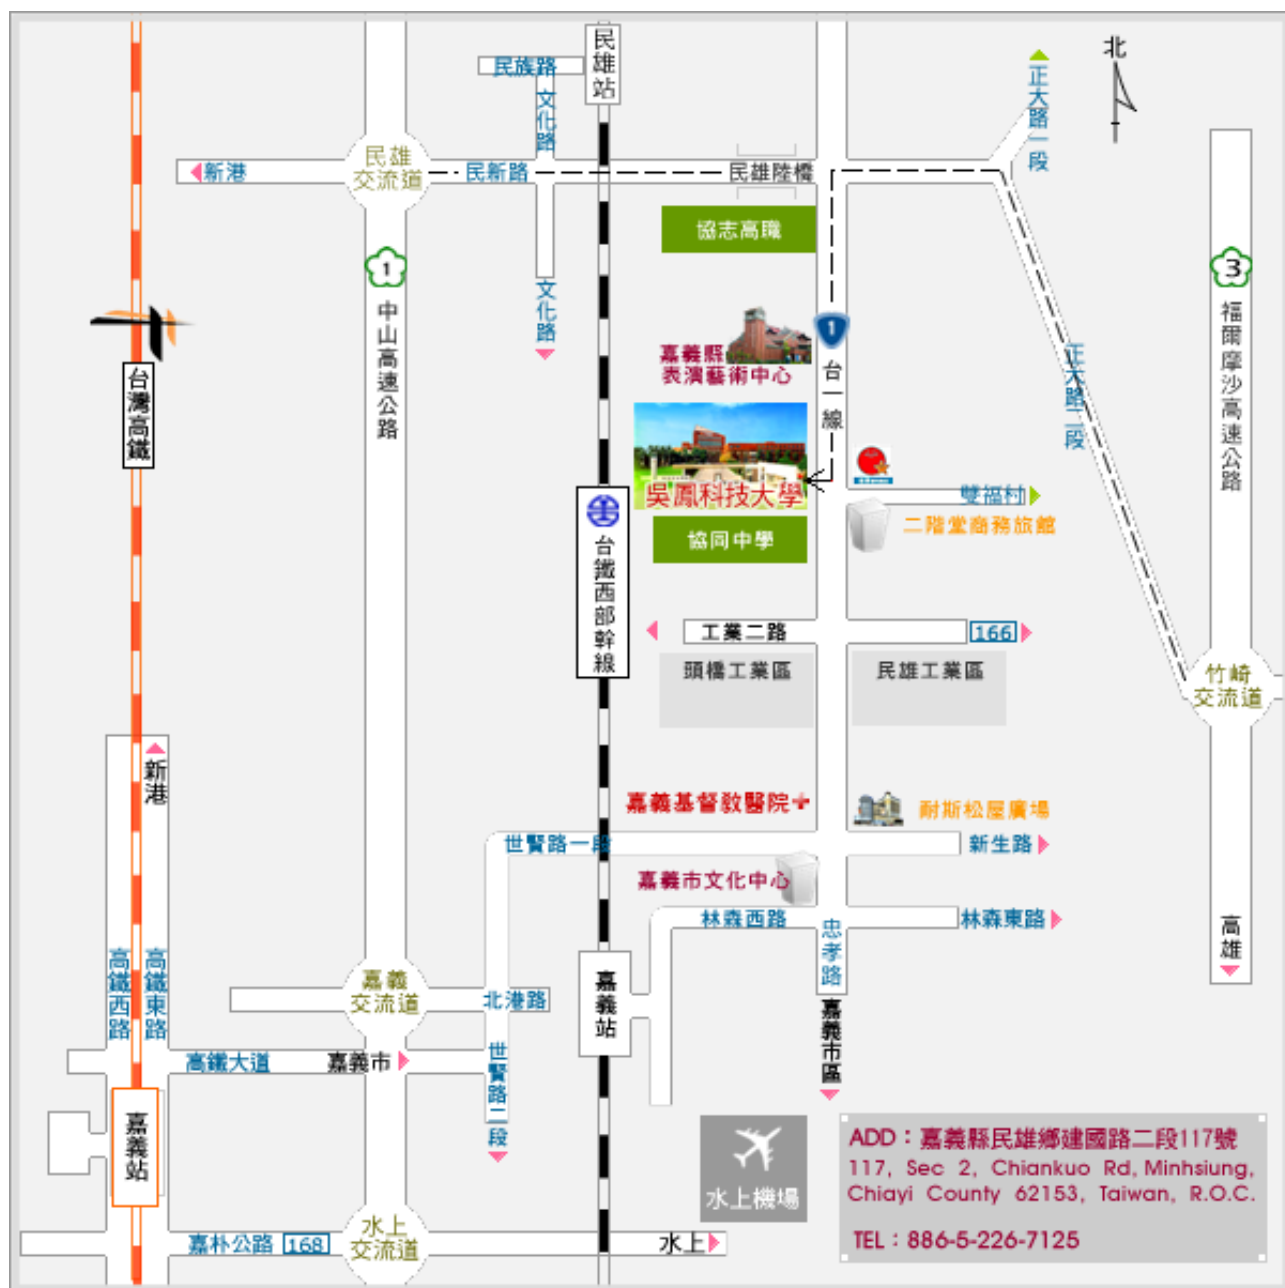 民雄站
北
正大路一段
民族路
文化路
新港
民雄
交流道
民新路
民雄陸橋
協志高職
1
中山高速公路
文化路
3
福爾摩沙高速公路
1
台一線
嘉義縣
表演藝術中心
正大路二段
台灣高鐵
吳鳳科技大學
雙福村
二階堂商務旅館
協同中學
台鐵西部幹線
工業二路
166
頭橋工業區
民雄工業區
竹崎
交流道
新港
嘉義基督教醫院
耐斯松屋廣場
世賢路一段
新生路
嘉義市文化中心
林森西路
忠孝路
林森東路
高雄
高鐵西路
高鐵東路
嘉義
交流道
北港路
嘉義站
嘉義市區
高鐵大道
嘉義市
世賢路二段
嘉義站
水上機場
水上
交流道
嘉朴公路
168
水上
ADD：嘉義縣民雄鄉建國路二段117號
117, Sec 2, Chiankuo Rd, Minhsiung,
Chiayi County 62153, Taiwan, R.O.C.
TEL：886-5-226-7125